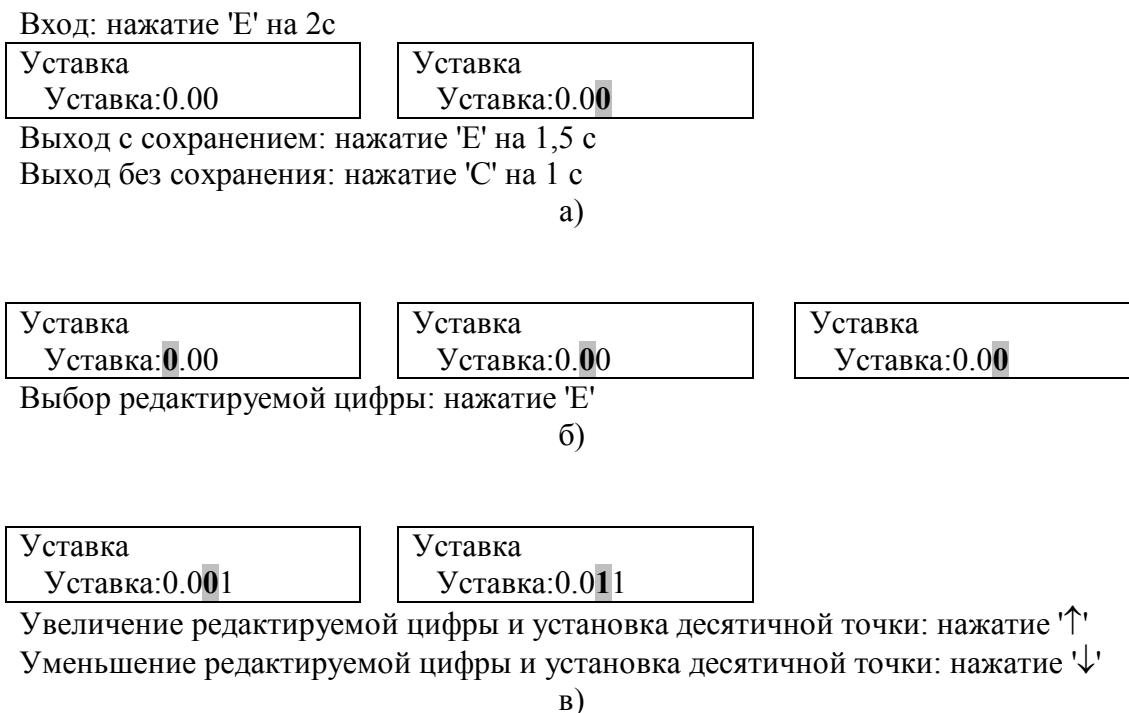 Вход: нажатие 'Е' на 2с
Уставка Уставка
Уставка:0.00 Уставка:0.00
Выход с сохранением: нажатие 'Е' на 1,5 с
Выход без сохранения: нажатие 'С' на 1 с
а)
Уставка Уставка Уставка
Уставка:0.00 Уставка:0.00 Уставка:0.00
Выбор редактируемой цифры: нажатие 'Е'
б)
Уставка Уставка
Уставка:0.001 Уставка:0.011
Увеличение редактируемой цифры и установка десятичной точки: нажатие '↑'
Уменьшение редактируемой цифры и установка десятичной точки: нажатие '↓'
в)